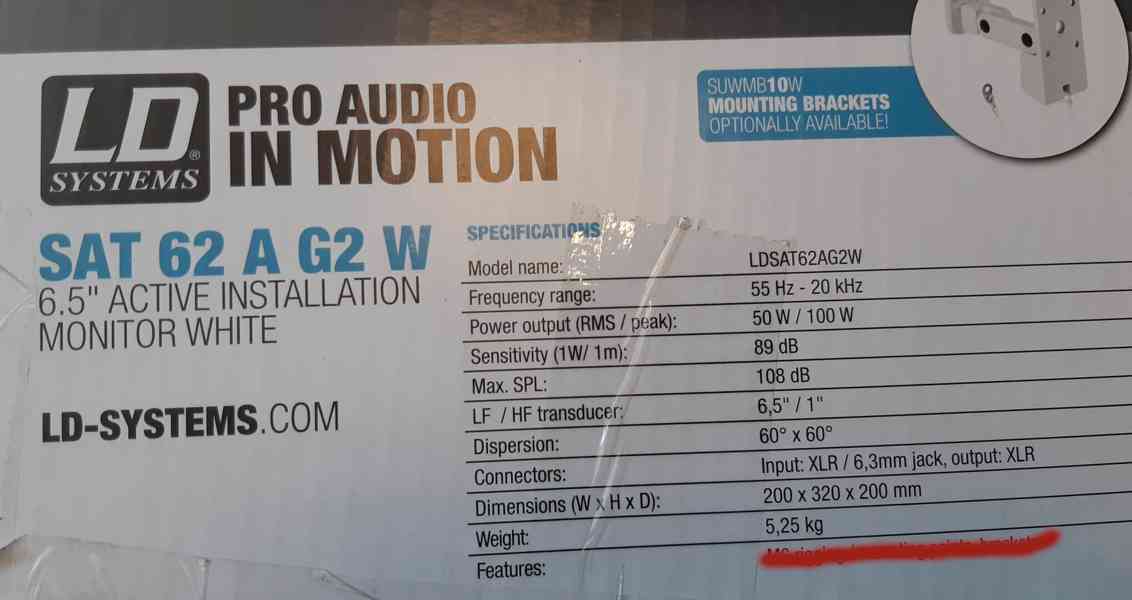 LD®
SYSTEMS
PRO AUDIO
IN MOTION
SUWMB10W
MOUNTING BRACKETS
OPTIONALLY AVAILABLE!
SAT 62 A G2 W
6.5" ACTIVE INSTALLATION
MONITOR WHITE
LD-SYSTEMS.COM
SPECIFICATIONS
Model name: LDSAT62AG2W
Frequency range: 55 Hz - 20 kHz
Power output (RMS / peak): 50 W / 100 W
Sensitivity (1W/ 1m): 89 dB
Max. SPL: 108 dB
LF / HF transducer: 6,5" / 1"
Dispersion: 60° x 60°
Connectors: Input: XLR / 6,3mm jack, output: XLR
Dimensions (W x H x D): 200 x 320 x 200 mm
Weight: 5,25 kg
Features: